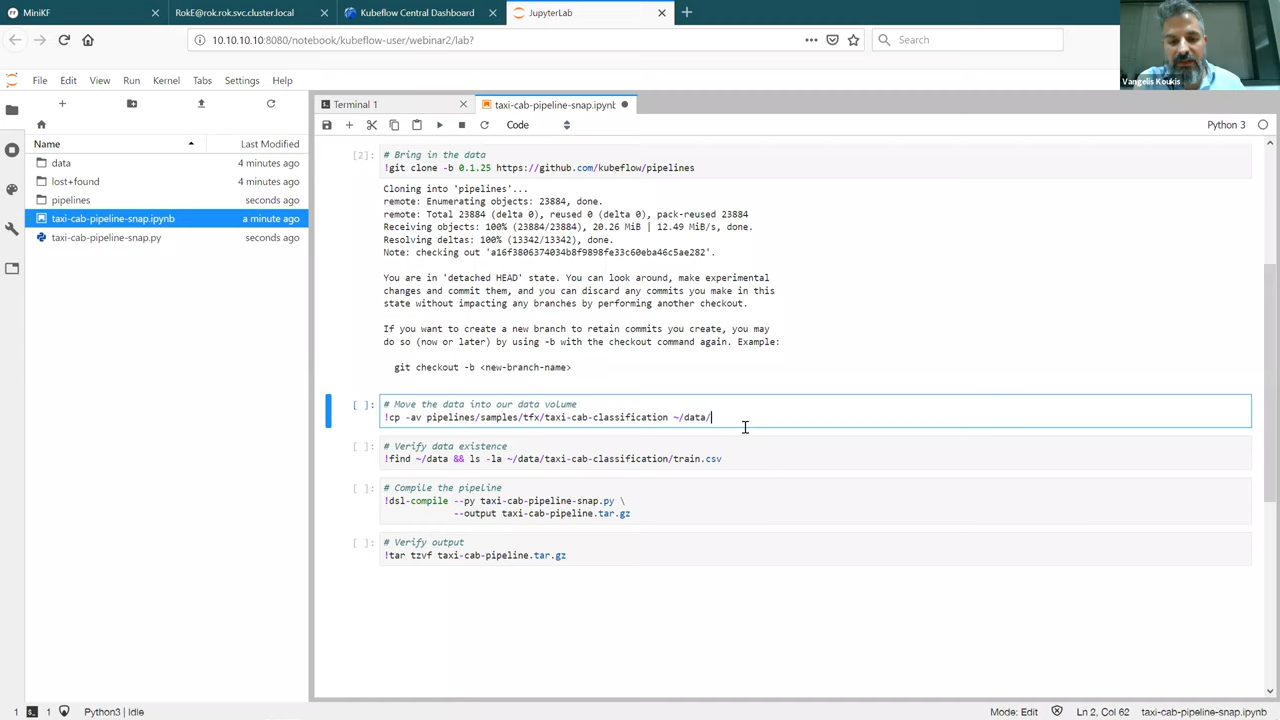 MiniKF
RokE@rok.rok.svc.cluster.local
Kubeflow Central Dashboard
JupyterLab
10.10.10.10:8080/notebook/kubeflow-user/webinar2/lab?
Search
Vangelis Koukis
File Edit View Run Kernel Tabs Settings Help
Terminal 1
taxi-cab-pipeline-snap.ipynb
Code
Python 3
Name Last Modified
data 4 minutes ago
lost+found 4 minutes ago
pipelines seconds ago
taxi-cab-pipeline-snap.ipynb a minute ago
taxi-cab-pipeline-snap.py seconds ago
[2]: # Bring in the data
!git clone -b 0.1.25 https://github.com/kubeflow/pipelines
Cloning into 'pipelines'...
remote: Enumerating objects: 23884, done.
remote: Total 23884 (delta 0), reused 0 (delta 0), pack-reused 23884
Receiving objects: 100% (23884/23884), 20.26 MiB | 12.49 MiB/s, done.
Resolving deltas: 100% (13342/13342), done.
Note: checking out 'a16f3806374034b8f9898fe33c60eba46c5ae282'.
You are in 'detached HEAD' state. You can look around, make experimental
changes and commit them, and you can discard any commits you make in this
state without impacting any branches by performing another checkout.
If you want to create a new branch to retain commits you create, you may
do so (now or later) by using -b with the checkout command again. Example:
git checkout -b <new-branch-name>
[ ]: # Move the data into our data volume
!cp -av pipelines/samples/tfx/taxi-cab-classification ~/data/
[ ]: # Verify data existence
!find ~/data && ls -la ~/data/taxi-cab-classification/train.csv
[ ]: # Compile the pipeline
!dsl-compile --py taxi-cab-pipeline-snap.py \
--output taxi-cab-pipeline.tar.gz
[ ]: # Verify output
!tar tzvf taxi-cab-pipeline.tar.gz
1 1 Python3 | Idle
Mode: Edit Ln 2, Col 62 taxi-cab-pipeline-snap.ipynb